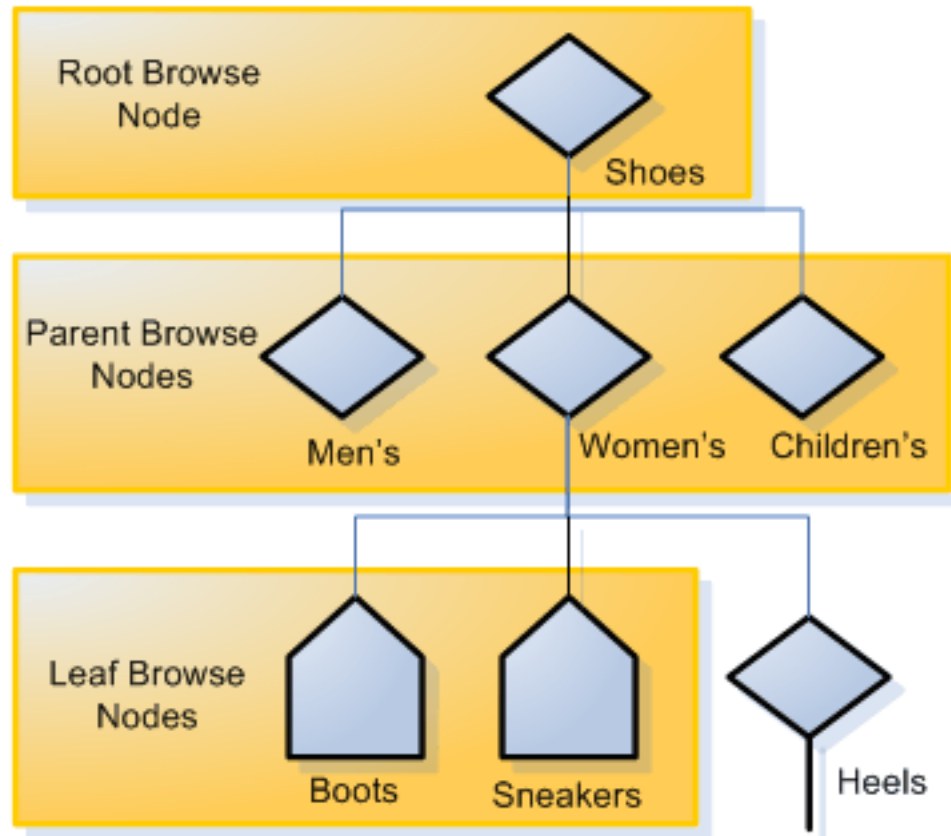 Root Browse
Node
Shoes
Parent Browse
Nodes
Men's
Women's
Children's
Leaf Browse
Nodes
Boots
Sneakers
Heels